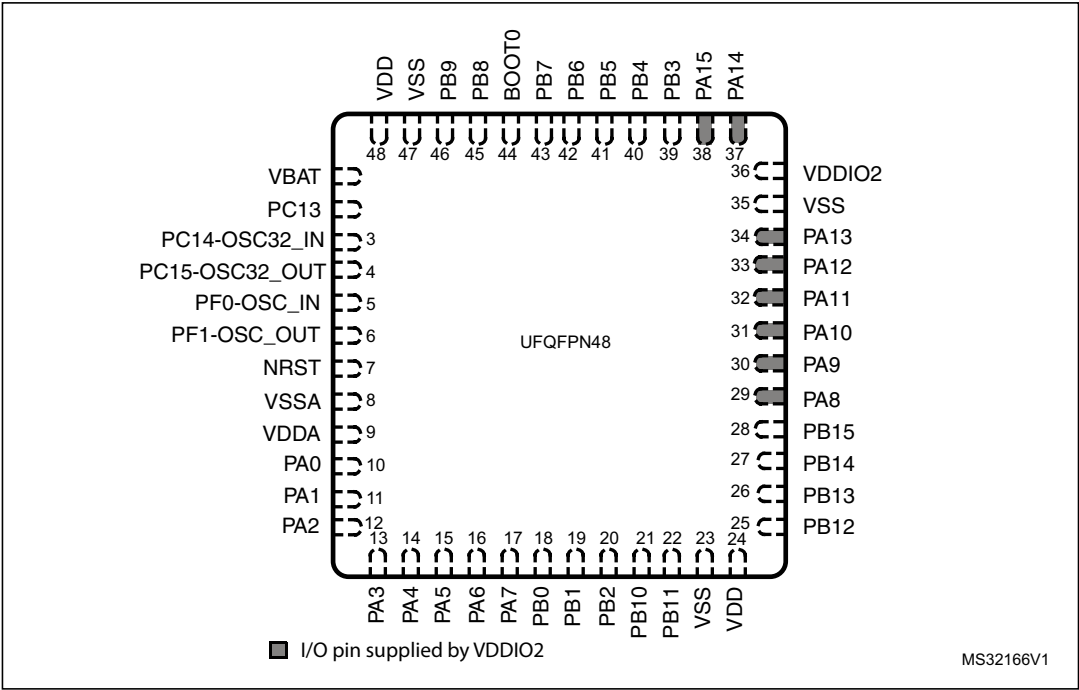 VDD
VSS
PB9
PB8
BOOT0
PB7
PB6
PB5
PB4
PB3
PA15
PA14
48
47
46
45
44
43
42
41
40
39
38
37
VBAT
PC13
PC14-OSC32_IN 3
PC15-OSC32_OUT 4
PF0-OSC_IN 5
PF1-OSC_OUT 6
NRST 7
VSSA 8
VDDA 9
PA0 10
PA1 11
PA2 12
UFQFPN48
36 VDDIO2
35 VSS
34 PA13
33 PA12
32 PA11
31 PA10
30 PA9
29 PA8
28 PB15
27 PB14
26 PB13
25 PB12
13
14
15
16
17
18
19
20
21
22
23
24
PA3
PA4
PA5
PA6
PA7
PB0
PB1
PB2
PB10
PB11
VSS
VDD
I/O pin supplied by VDDIO2
MS32166V1